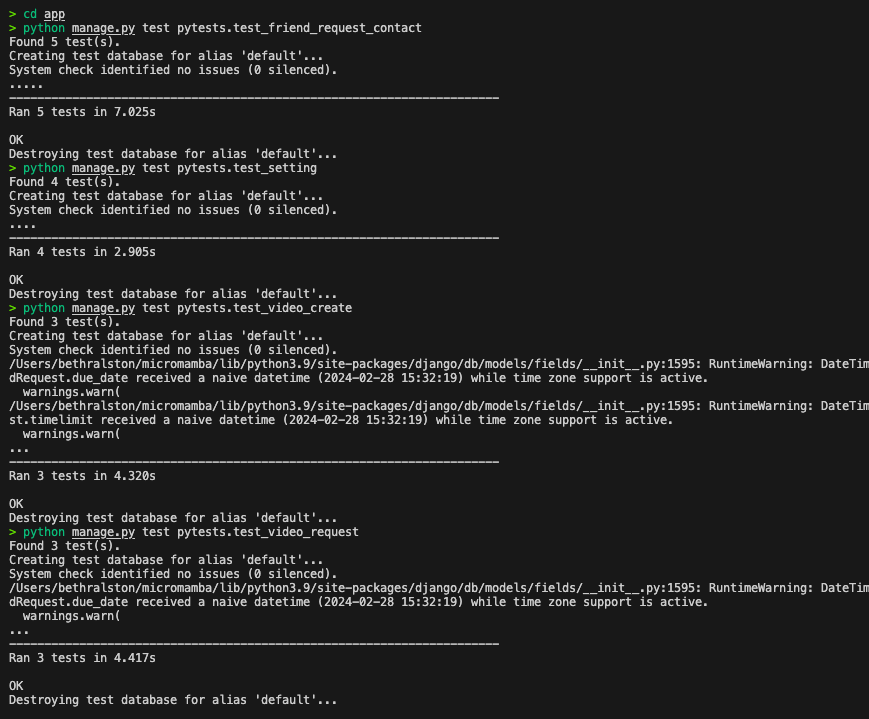 > cd app
> python manage.py test pytests.test_friend_request_contact
Found 5 test(s).
Creating test database for alias 'default'...
System check identified no issues (0 silenced).
.....
----------------------------------------------------------------------
Ran 5 tests in 7.025s
OK
Destroying test database for alias 'default'...
> python manage.py test pytests.test_setting
Found 4 test(s).
Creating test database for alias 'default'...
System check identified no issues (0 silenced).
....
----------------------------------------------------------------------
Ran 4 tests in 2.905s
OK
Destroying test database for alias 'default'...
> python manage.py test pytests.test_video_create
Found 3 test(s).
Creating test database for alias 'default'...
System check identified no issues (0 silenced).
/Users/bethralston/micromamba/lib/python3.9/site-packages/django/db/models/fields/__init__.py:1595: RuntimeWarning: DateTim
dRequest.due_date received a naive datetime (2024-02-28 15:32:19) while time zone support is active.
warnings.warn(
/Users/bethralston/micromamba/lib/python3.9/site-packages/django/db/models/fields/__init__.py:1595: RuntimeWarning: DateTim
st.timelimit received a naive datetime (2024-02-28 15:32:19) while time zone support is active.
warnings.warn(
...
----------------------------------------------------------------------
Ran 3 tests in 4.320s
OK
Destroying test database for alias 'default'...
> python manage.py test pytests.test_video_request
Found 3 test(s).
Creating test database for alias 'default'...
System check identified no issues (0 silenced).
/Users/bethralston/micromamba/lib/python3.9/site-packages/django/db/models/fields/__init__.py:1595: RuntimeWarning: DateTim
dRequest.due_date received a naive datetime (2024-02-28 15:32:19) while time zone support is active.
warnings.warn(
...
----------------------------------------------------------------------
Ran 3 tests in 4.417s
OK
Destroying test database for alias 'default'...